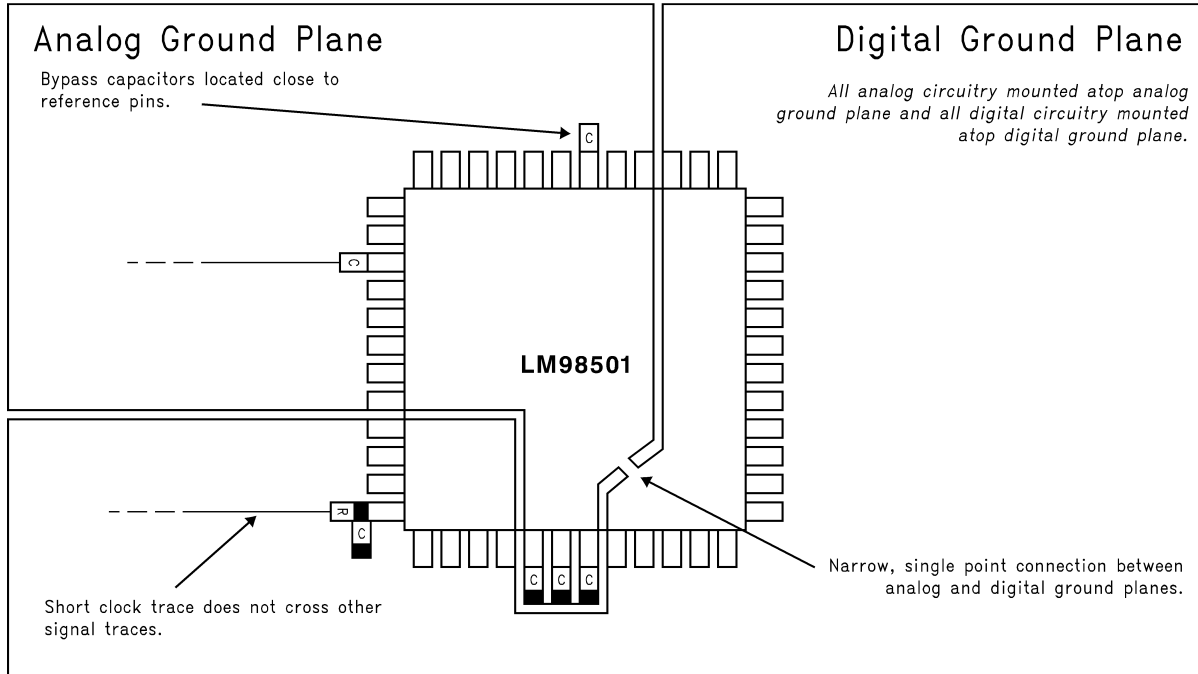 Analog Ground Plane
Bypass capacitors located close to
reference pins.
Digital Ground Plane
All analog circuitry mounted atop analog
ground plane and all digital circuitry mounted
atop digital ground plane.
C
C
LM98501
R
C
C C C
Short clock trace does not cross other
signal traces.
Narrow, single point connection between
analog and digital ground planes.